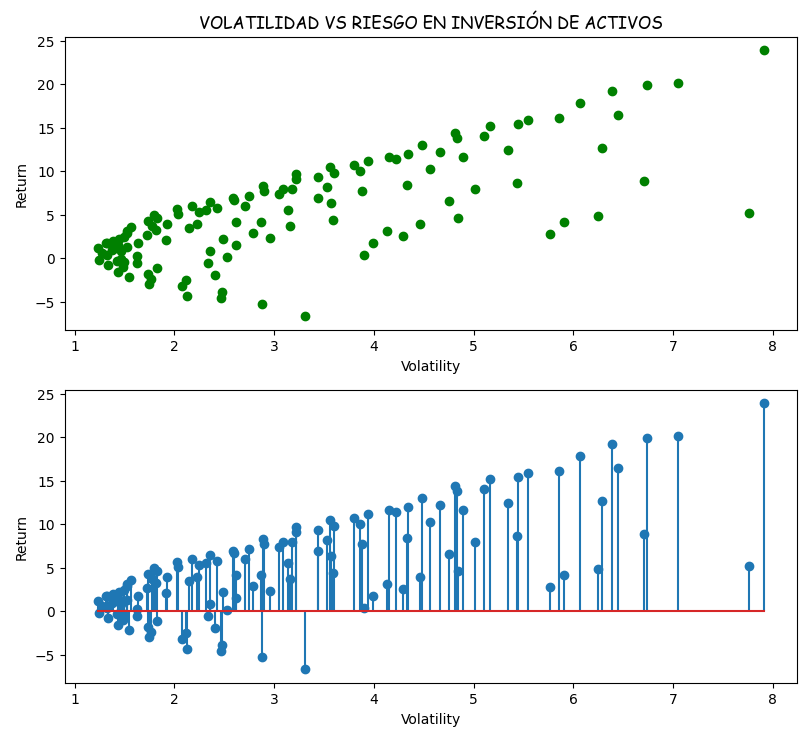 VOLATILIDAD VS RIESGO EN INVERSIÓN DE ACTIVOS
25
20
15
10
5
0
−5
Return
1 2 3 4 5 6 7 8
Volatility
25
20
15
10
5
0
−5
Return
1 2 3 4 5 6 7 8
Volatility